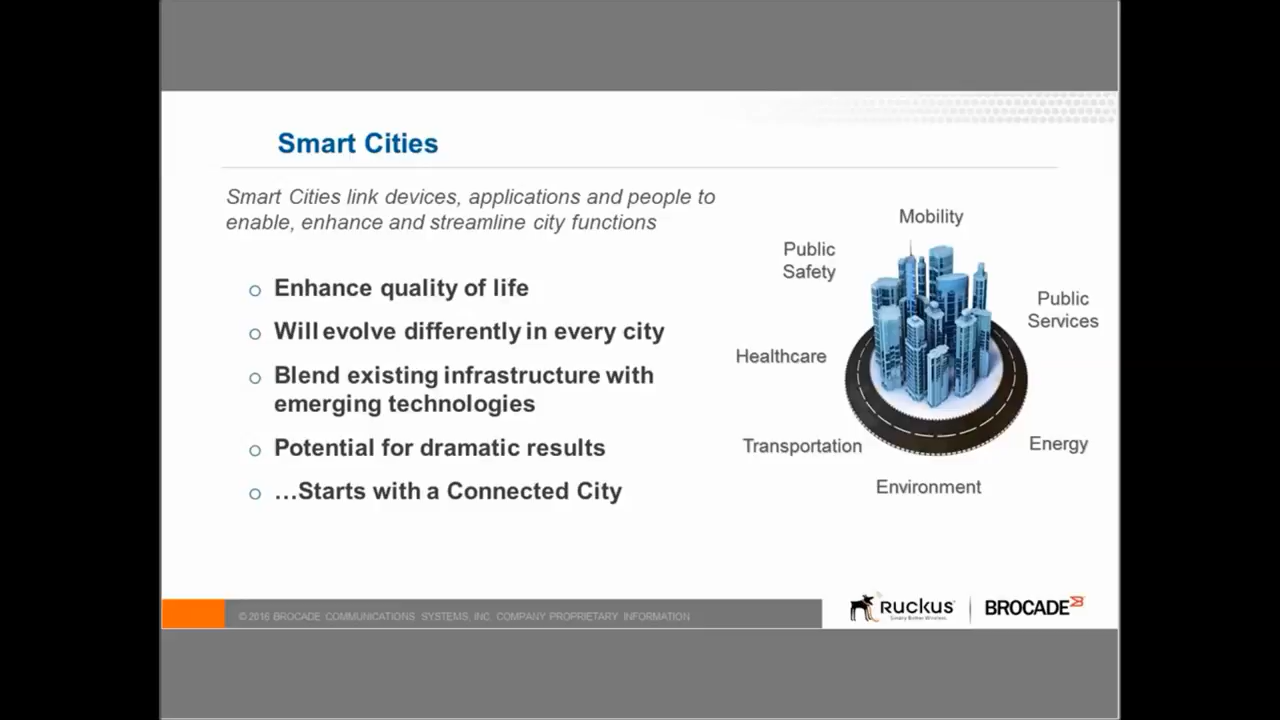 Smart Cities
Smart Cities link devices, applications and people to
enable, enhance and streamline city functions
Enhance quality of life
Will evolve differently in every city
Blend existing infrastructure with
emerging technologies
Potential for dramatic results
…Starts with a Connected City
Mobility
Public
Safety
Public
Services
Healthcare
Transportation
Energy
Environment
© 2016 BROCADE COMMUNICATIONS SYSTEMS, INC. COMPANY PROPRIETARY INFORMATION
RUCKUS
Simply Better Wireless.
BROCADE